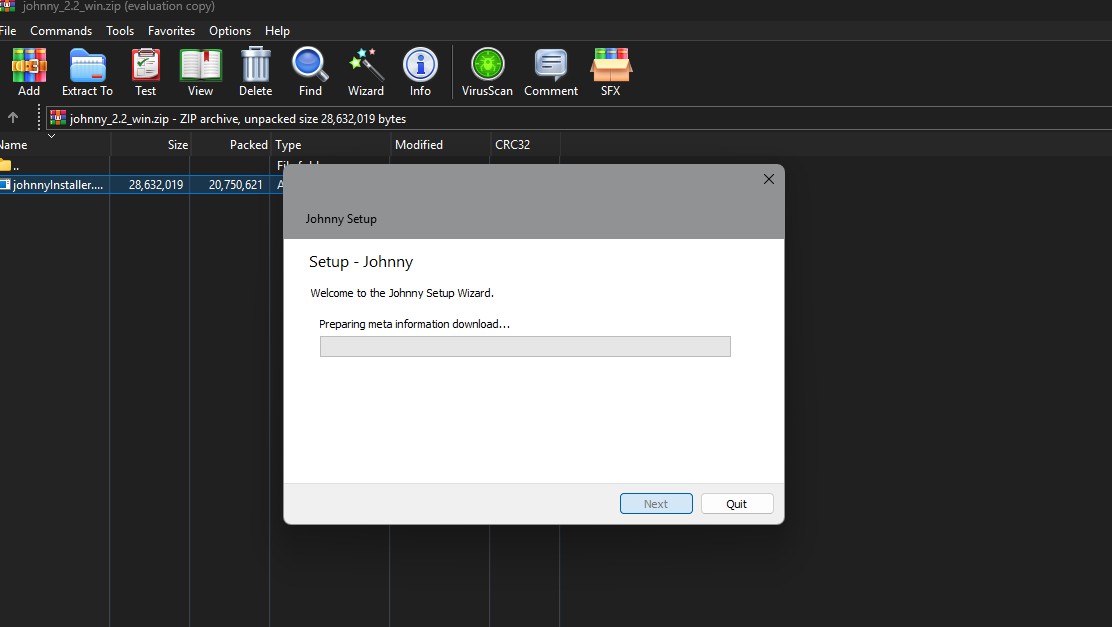 johnny_2.2_win.zip (evaluation copy)
File Commands Tools Favorites Options Help
Add Extract To Test View Delete Find Wizard Info VirusScan Comment SFX
johnny_2.2_win.zip - ZIP archive, unpacked size 28,632,019 bytes
Name Size Packed Type Modified CRC32
..
johnnyInstaller.... 28,632,019 20,750,621 A
Johnny Setup
Setup - Johnny
Welcome to the Johnny Setup Wizard.
Preparing meta information download...
Next Quit